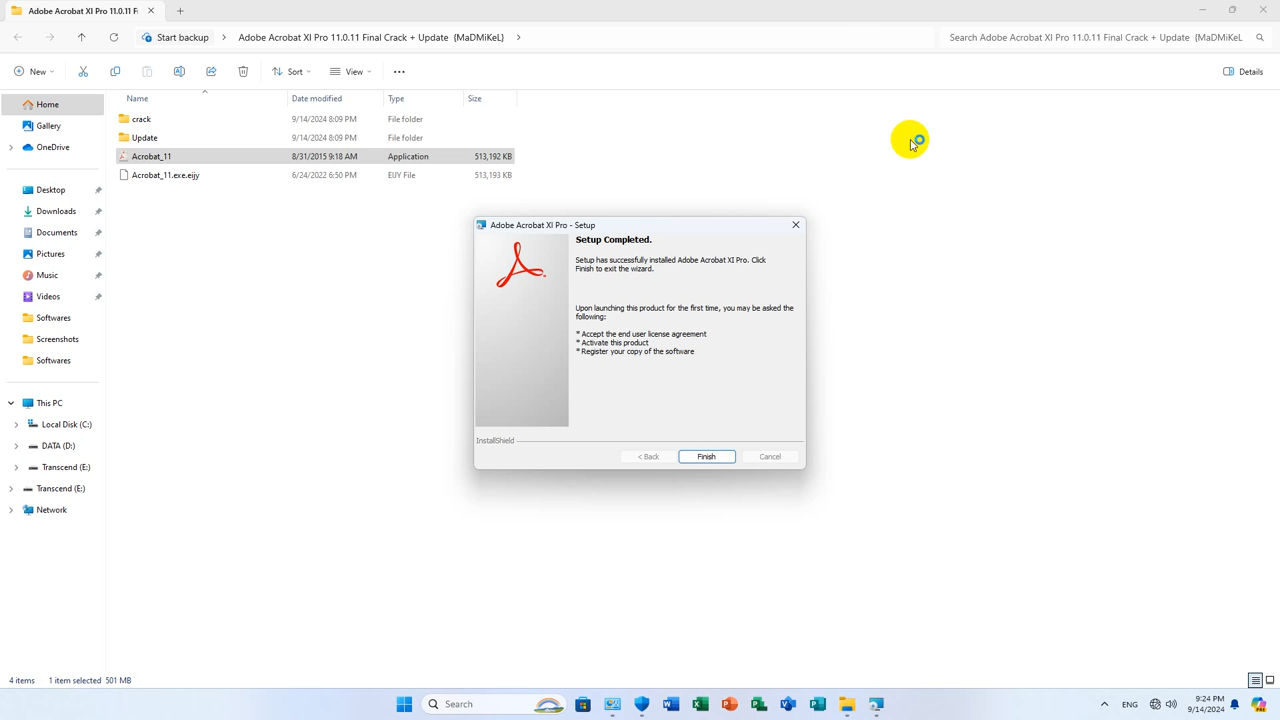 Adobe Acrobat XI Pro 11.0.11 Fi
Start backup
Adobe Acrobat XI Pro 11.0.11 Final Crack + Update {MaDMiKeL}
Search Adobe Acrobat XI Pro 11.0.11 Final Crack + Update {MaDMiKeL
New
Sort
View
Details
Name Date modified Type Size
Home
Gallery
OneDrive
Desktop
Downloads
Documents
Pictures
Music
Videos
Softwares
Screenshots
Softwares
This PC
Local Disk (C:)
DATA (D:)
Transcend (E:)
Transcend (E:)
Network
crack 9/14/2024 8:09 PM File folder
Update 9/14/2024 8:09 PM File folder
Acrobat_11 8/31/2015 9:18 AM Application 513,192 KB
Acrobat_11.exe.eijy 6/24/2022 6:50 PM EIJY File 513,193 KB
Adobe Acrobat XI Pro - Setup
Setup Completed.
Setup has successfully installed Adobe Acrobat XI Pro. Click
Finish to exit the wizard.
Upon launching this product for the first time, you may be asked the
following:
* Accept the end user license agreement
* Activate this product
* Register your copy of the software
InstallShield
< Back
Finish
Cancel
4 items 1 item selected 501 MB
Search
ENG
9:24 PM
9/14/2024